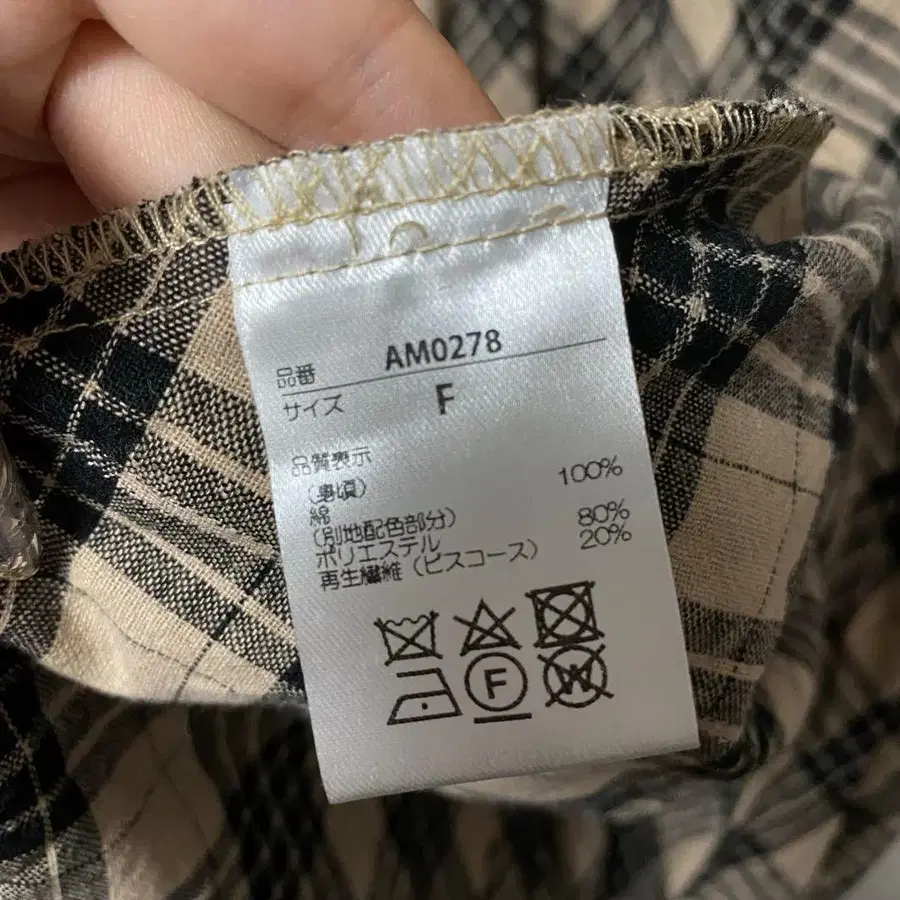 品番 AM0278
サイズ F
品質表示
(身頃)
綿 100%
(別地配色部分)
ポリエステル 80%
再生繊維(ビスコース) 20%
F
W